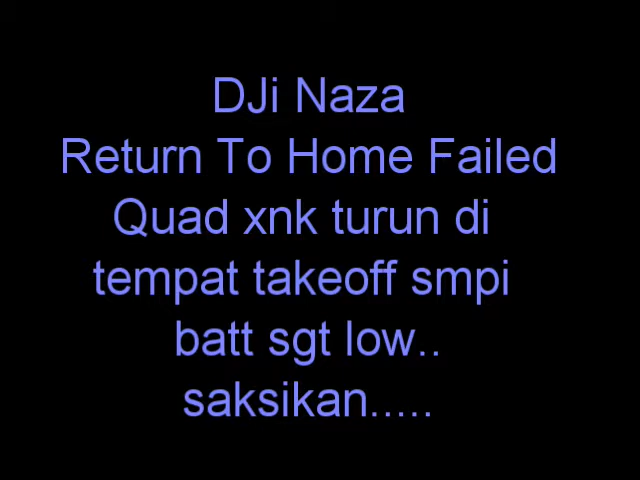 DJi Naza
Return To Home Failed
Quad xnk turun di
tempat takeoff smpi
batt sgt low..
saksikan.....